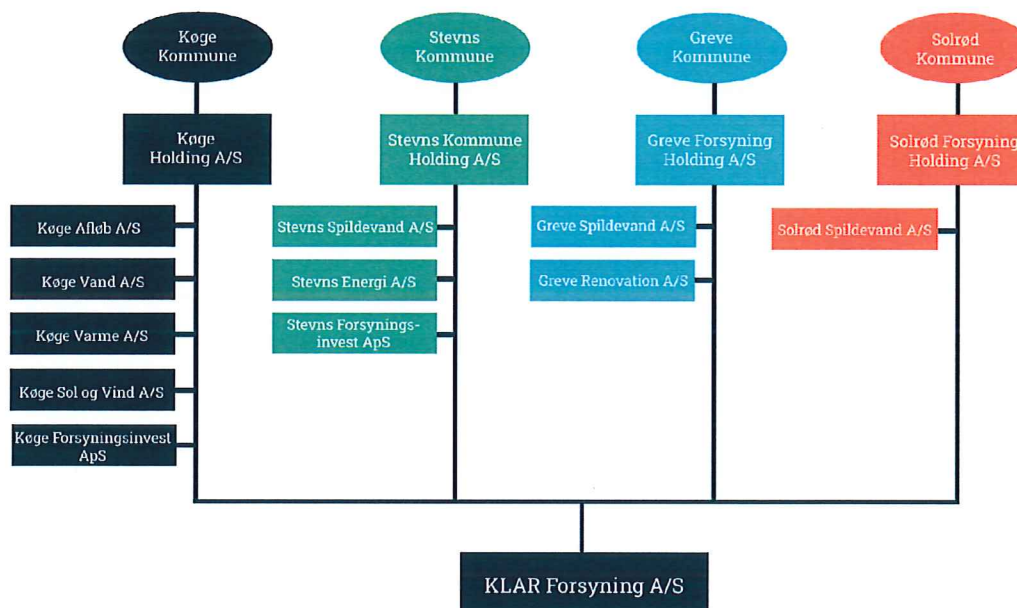 Køge
Kommune
Stevns
Kommune
Greve
Kommune
Solrød
Kommune
Køge
Holding A/S
Stevns Kommune
Holding A/S
Greve Forsyning
Holding A/S
Solrød Forsyning
Holding A/S
Køge Afløb A/S
Køge Vand A/S
Køge Varme A/S
Køge Sol og Vind A/S
Køge Forsyningsinvest
ApS
Stevns Spildevand A/S
Stevns Energi A/S
Stevns Forsynings-
invest ApS
Greve Spildevand A/S
Greve Renovation A/S
Solrød Spildevand A/S
KLAR Forsyning A/S